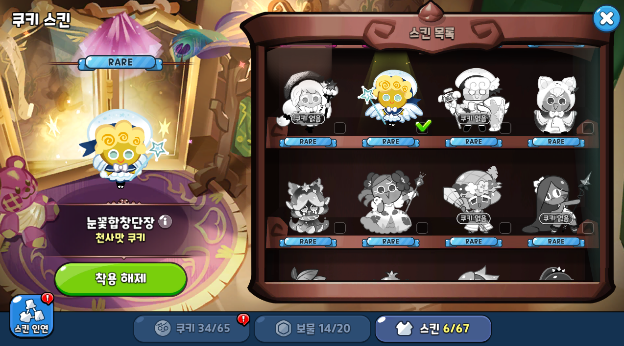 쿠키 스킨
스킨 목록
RARE
쿠키 없음
쿠키 없음
RARE
RARE
RARE
RARE
눈꽃합창단장
천사맛 쿠키
착용 해제
쿠키 없음
쿠키 없음
RARE
RARE
RARE
RARE
스킨 인연
쿠키 34/65
보물 14/20
스킨 6/67